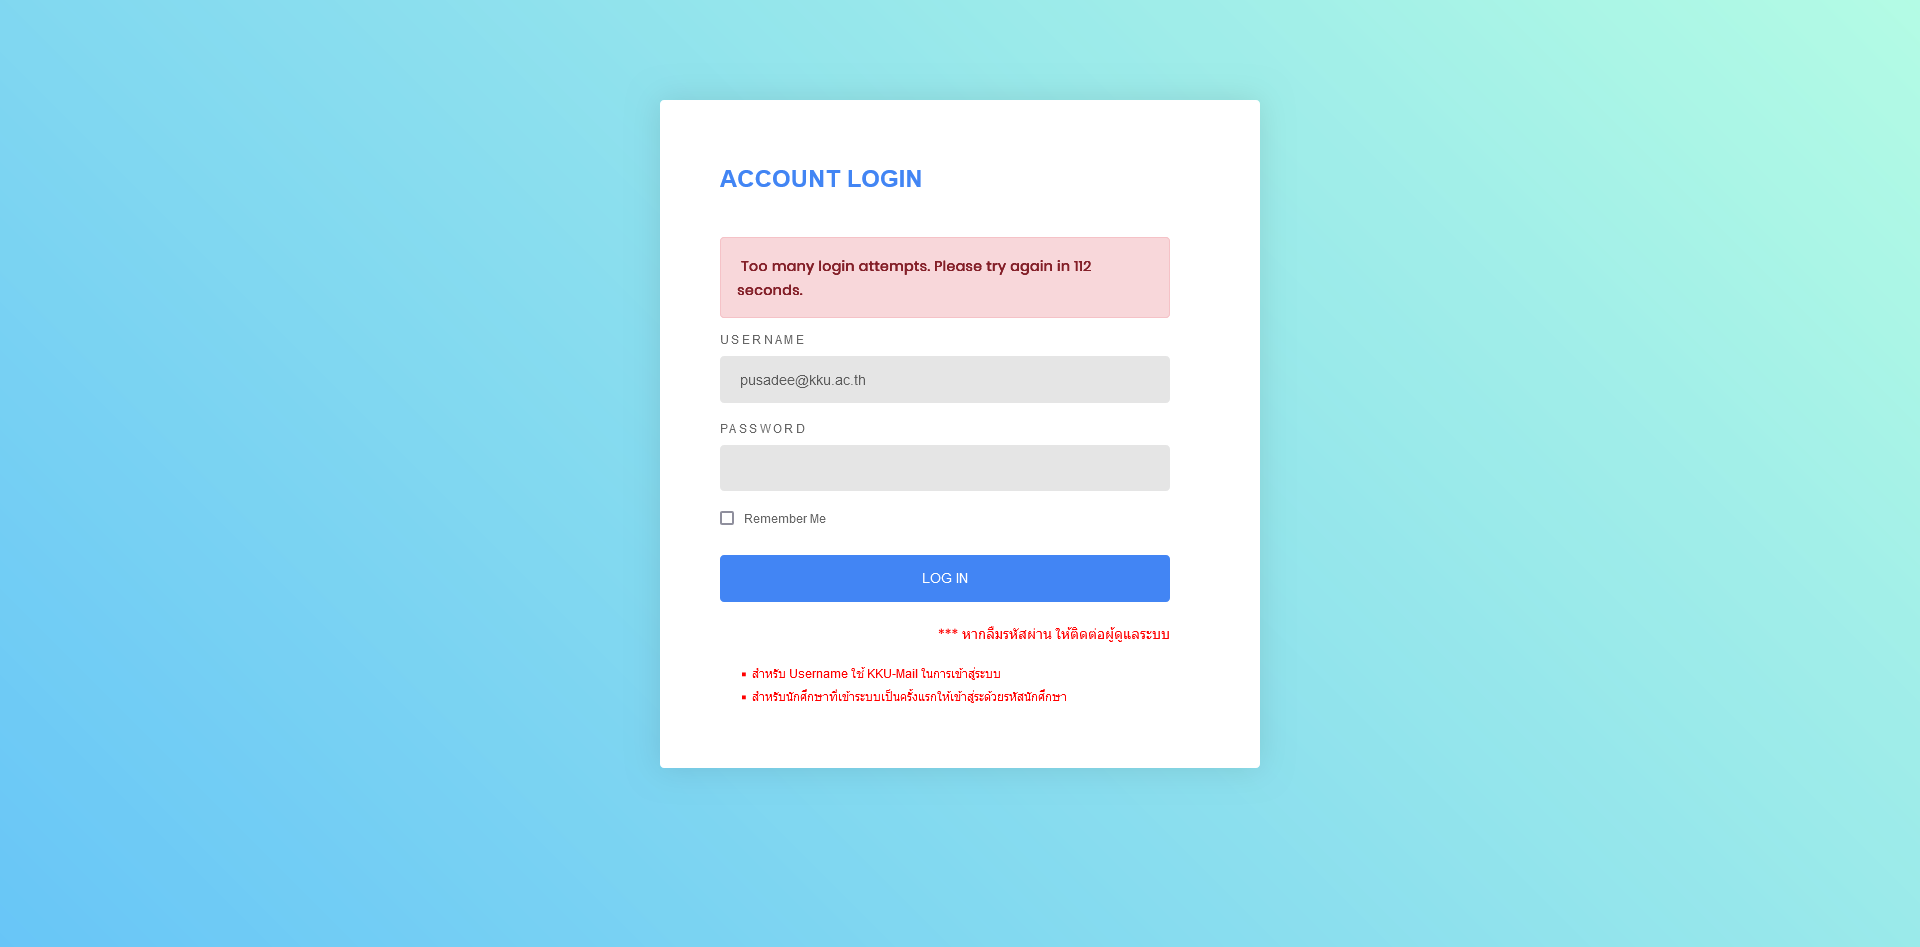 ACCOUNT LOGIN
Too many login attempts. Please try again in 112
seconds.
USERNAME
pusadee@kku.ac.th
PASSWORD
Remember Me
LOG IN
*** หากลืมรหัสผ่าน ให้ติดต่อผู้ดูแลระบบ
▪ สำหรับ Username ใช้ KKU-Mail ในการเข้าสู่ระบบ
▪ สำหรับนักศึกษาที่เข้าระบบเป็นครั้งแรกให้เข้าสู่ระด้วยรหัสนักศึกษา